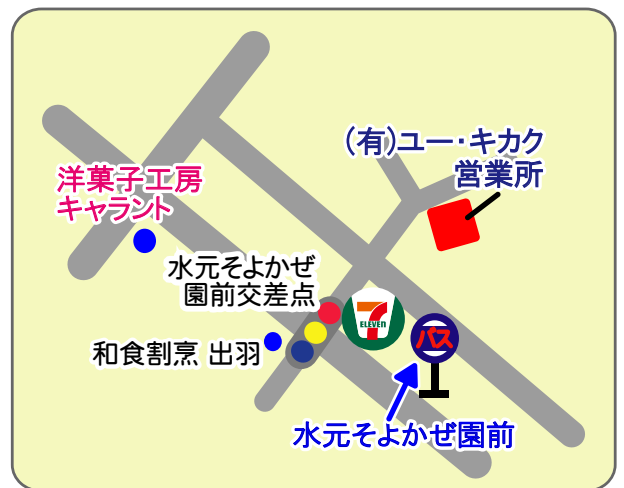 (有)ユー・キカク
営業所
洋菓子工房
キャラント
水元そよかぜ
園前交差点
7
ELEVEN
バス
和食割烹 出羽
水元そよかぜ園前